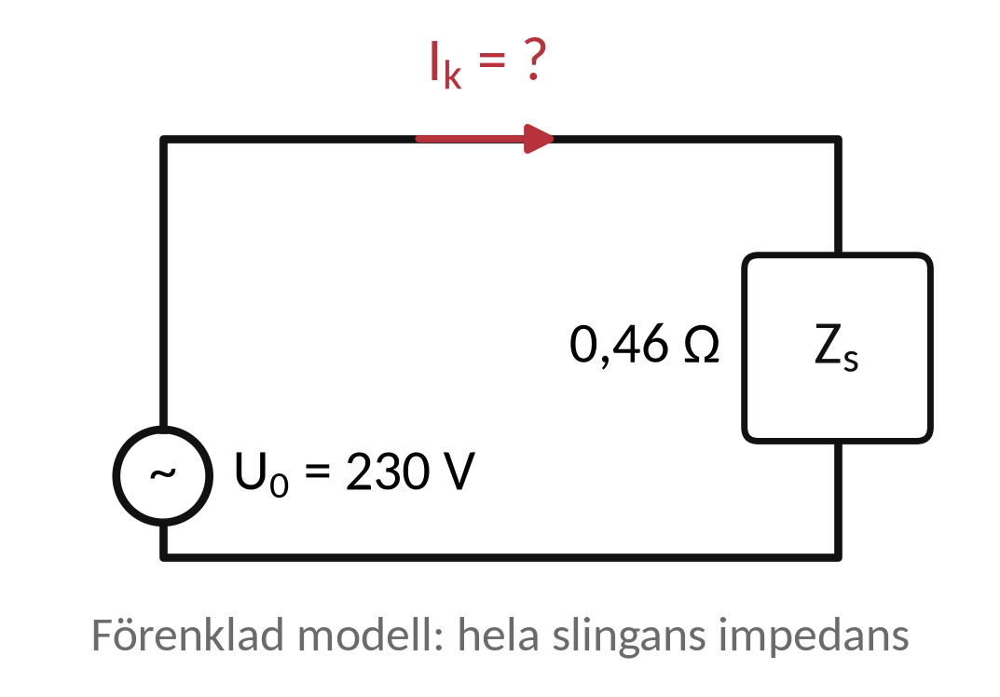 Iₖ = ?
0,46 Ω
Zₛ
~
U₀ = 230 V
Förenklad modell: hela slingans impedans